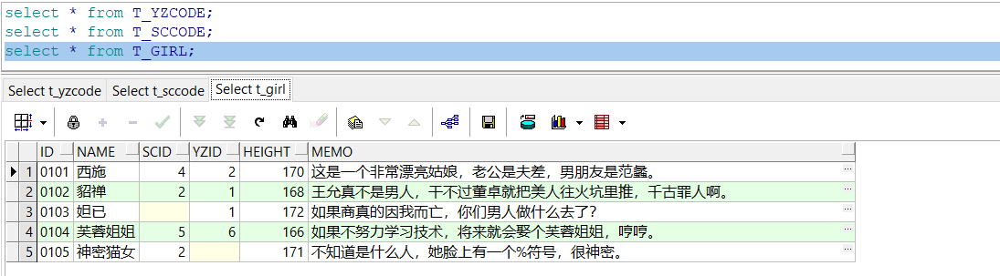 select * from T_YZCODE;
select * from T_SCCODE;
select * from T_GIRL;
Select t_yzcode Select t_sccode Select t_girl
ID NAME SCID YZID HEIGHT MEMO
1 0101 西施 4 2 170 这是一个非常漂亮姑娘，老公是夫差，男朋友是范蠡。 ...
2 0102 貂禅 2 1 168 王允真不是男人，干不过董卓就把美人往火坑里推，千古罪人啊。 ...
3 0103 妲已 1 172 如果商真的因我而亡，你们男人做什么去了？ ...
4 0104 芙蓉姐姐 5 6 166 如果不努力学习技术，将来就会娶个芙蓉姐姐，哼哼。 ...
5 0105 神密猫女 2 171 不知道是什么人，她脸上有一个%符号，很神密。 ...